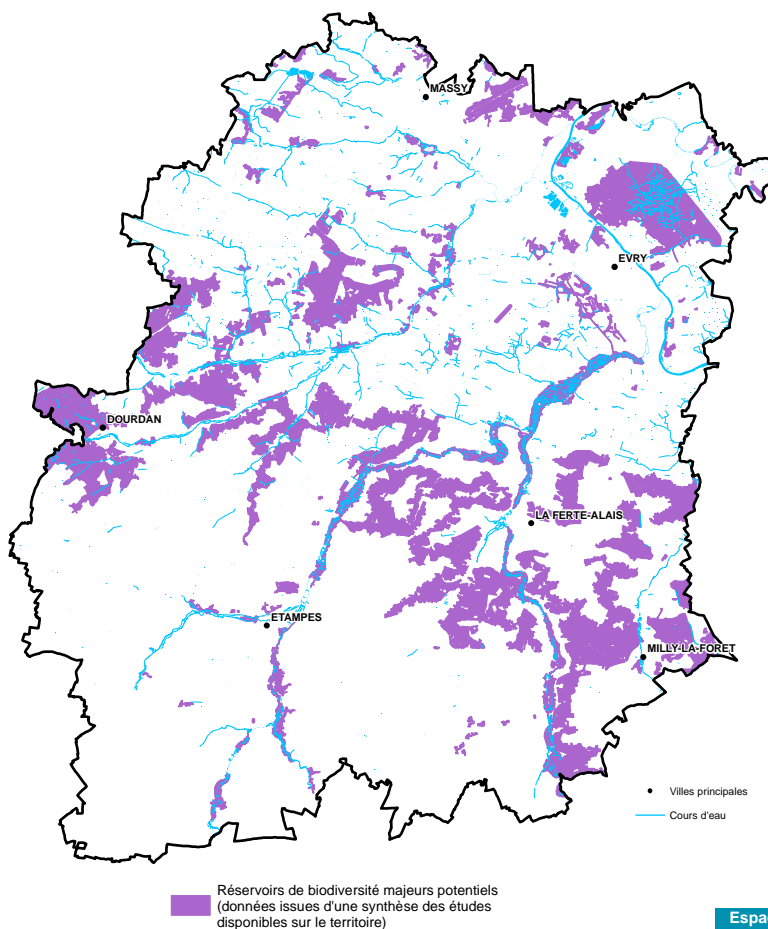 MASSY
EVRY
DOURDAN
LA FERTE-ALAIS
ETAMPES
MILLY-LA-FORET
Villes principales
Cours d'eau
Réservoirs de biodiversité majeurs potentiels
(données issues d'une synthèse des études
disponibles sur le territoire)
Espa